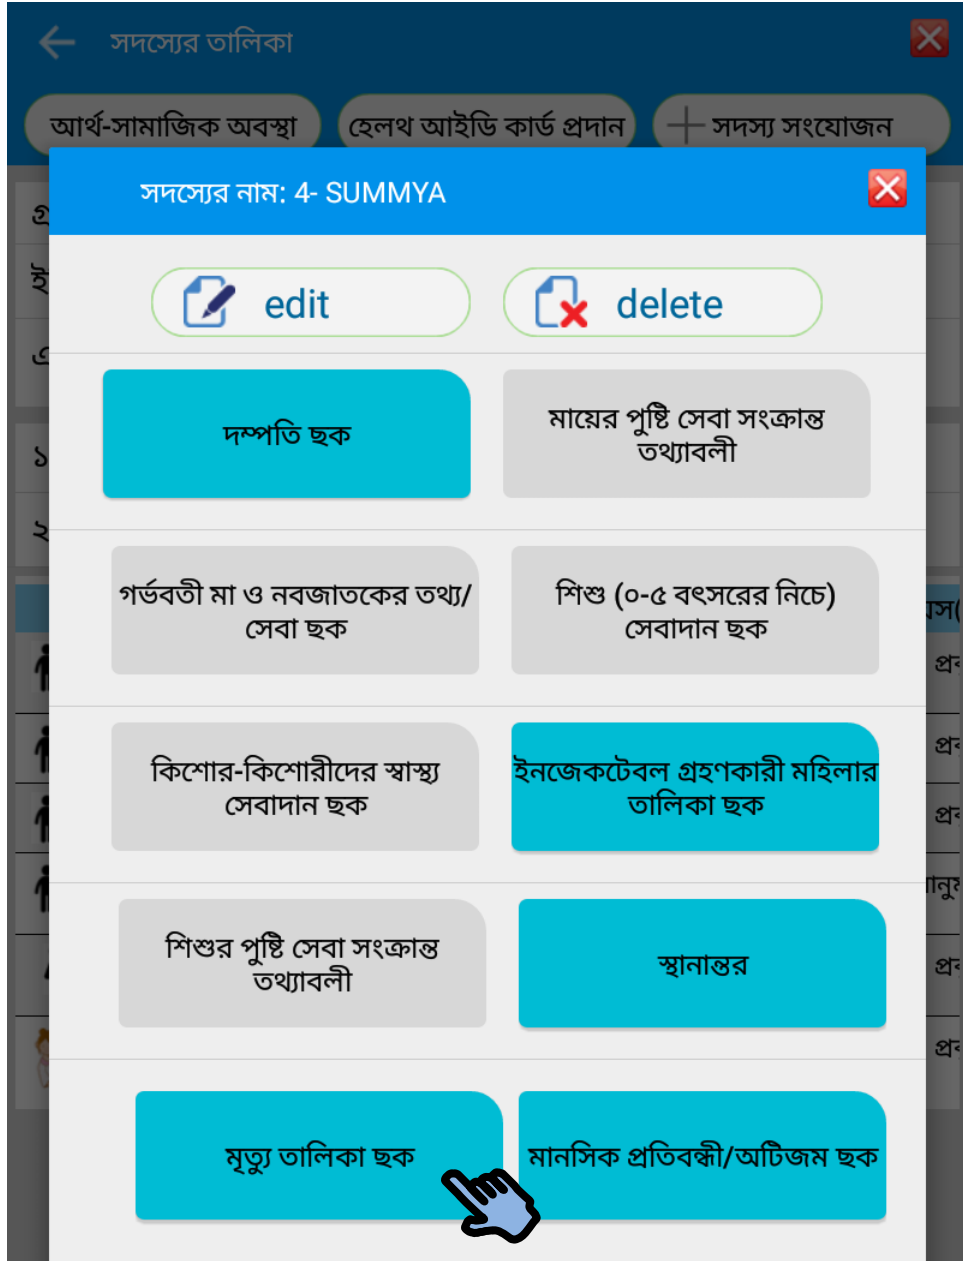 সদস্যের তালিকা
আর্থ-সামাজিক অবস্থা হেলথ আইডি কার্ড প্রদান সদস্য সংযোজন
সদস্যের নাম: 4- SUMMYA
edit delete
দম্পতি ছক
মায়ের পুষ্টি সেবা সংক্রান্ত
তথ্যাবলী
গর্ভবতী মা ও নবজাতকের তথ্য/
সেবা ছক
শিশু (০-৫ বৎসরের নিচে)
সেবাদান ছক
কিশোর-কিশোরীদের স্বাস্থ্য
সেবাদান ছক
ইনজেকটেবল গ্রহণকারী মহিলার
তালিকা ছক
শিশুর পুষ্টি সেবা সংক্রান্ত
তথ্যাবলী
স্থানান্তর
মৃত্যু তালিকা ছক
মানসিক প্রতিবন্ধী/অটিজম ছক